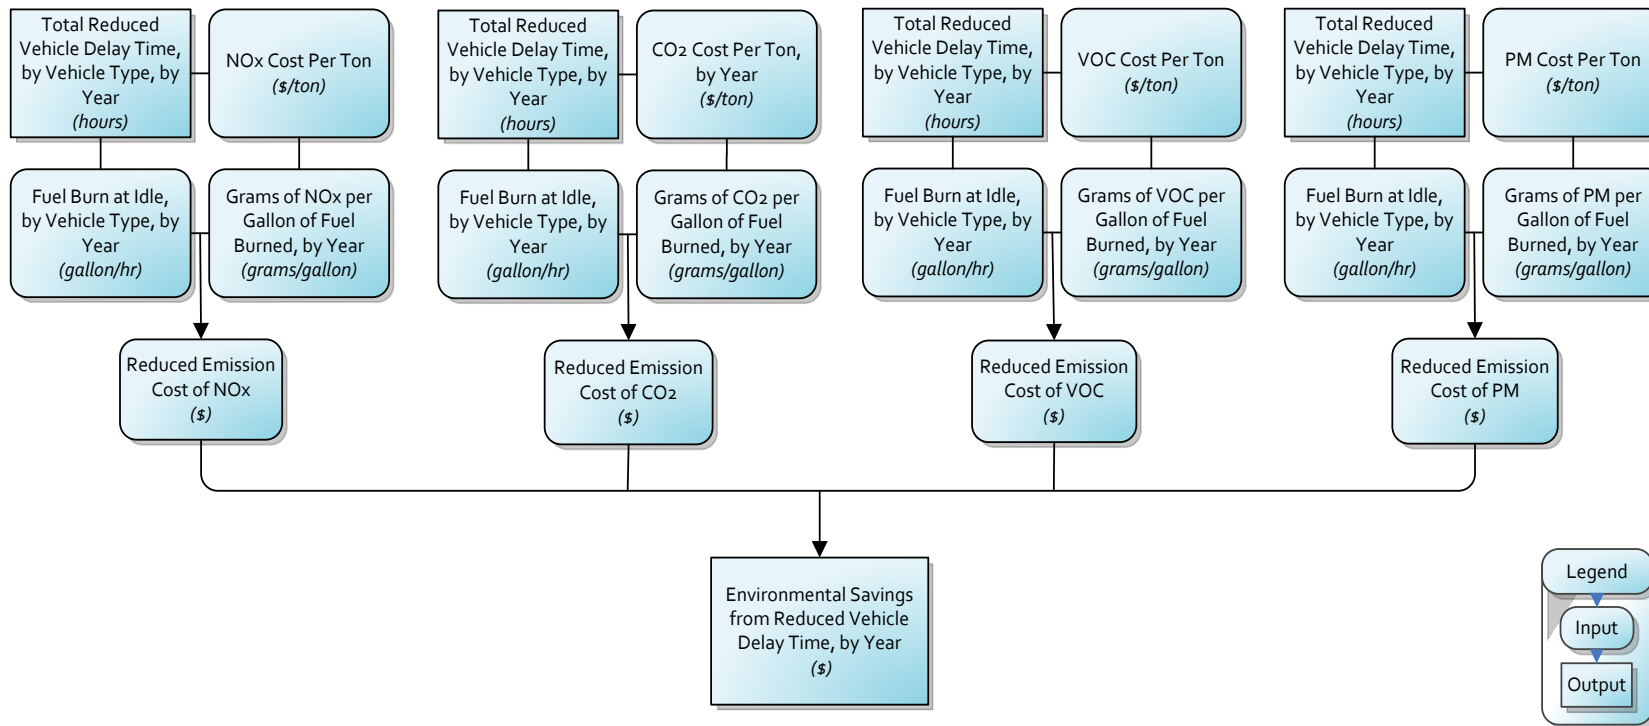 Total Reduced
Vehicle Delay Time,
by Vehicle Type, by
Year
(hours)
NOx Cost Per Ton
($/ton)
Fuel Burn at Idle,
by Vehicle Type, by
Year
(gallon/hr)
Grams of NOx per
Gallon of Fuel
Burned, by Year
(grams/gallon)
Reduced Emission
Cost of NOx
($)
Total Reduced
Vehicle Delay Time,
by Vehicle Type, by
Year
(hours)
CO2 Cost Per Ton,
by Year
($/ton)
Fuel Burn at Idle,
by Vehicle Type, by
Year
(gallon/hr)
Grams of CO2 per
Gallon of Fuel
Burned, by Year
(grams/gallon)
Reduced Emission
Cost of CO2
($)
Total Reduced
Vehicle Delay Time,
by Vehicle Type, by
Year
(hours)
VOC Cost Per Ton
($/ton)
Fuel Burn at Idle,
by Vehicle Type, by
Year
(gallon/hr)
Grams of VOC per
Gallon of Fuel
Burned, by Year
(grams/gallon)
Reduced Emission
Cost of VOC
($)
Total Reduced
Vehicle Delay Time,
by Vehicle Type, by
Year
(hours)
PM Cost Per Ton
($/ton)
Fuel Burn at Idle,
by Vehicle Type, by
Year
(gallon/hr)
Grams of PM per
Gallon of Fuel
Burned, by Year
(grams/gallon)
Reduced Emission
Cost of PM
($)
Environmental Savings
from Reduced Vehicle
Delay Time, by Year
($)
Legend
Input
Output